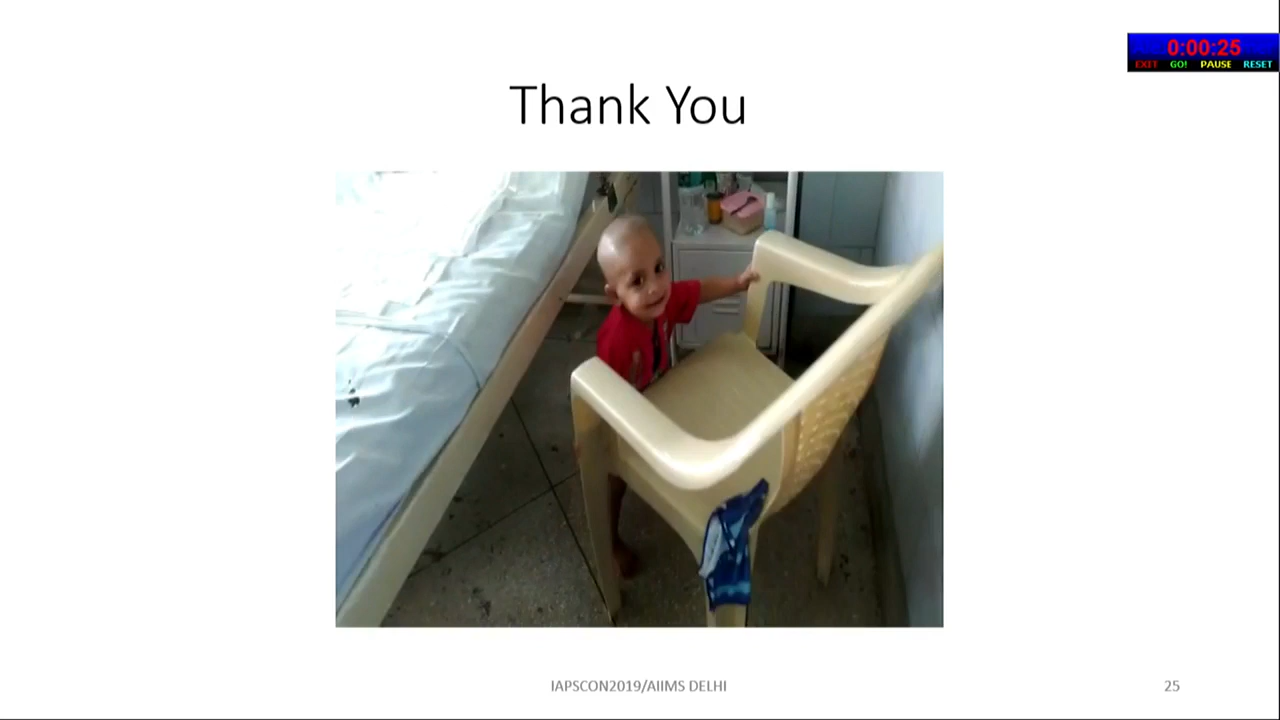 0:00:25
EXIT GO! PAUSE RESET
Thank You
IAPSCON2019/AIIMS DELHI
25